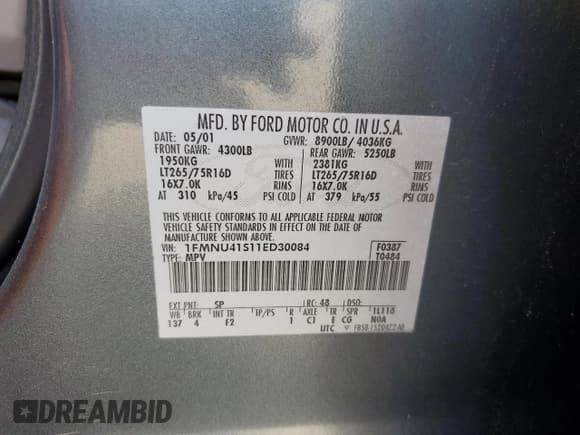 MFD. BY FORD MOTOR CO. IN U.S.A.
DATE: 05/01 GVWR: 8900LB/ 4036KG
FRONT GAWR: 4300LB REAR GAWR: 5250LB
1950KG WITH 2381KG WITH
LT265/75R16D TIRES LT265/75R16D TIRES
16X7.0K RIMS 16X7.0K RIMS
AT 310 kPa/45 PSI COLD AT 379 kPa/55 PSI COLD
THIS VEHICLE CONFORMS TO ALL APPLICABLE FEDERAL MOTOR
VEHICLE SAFETY STANDARDS IN EFFECT ON THE DATE OF
MANUFACTURE SHOWN ABOVE.
VIN: 1FMNU41S11ED30084 F0387
TYPE: MPV T0484
EXT PNT: SP RC: 48 DSO:
WB BRK INT TR TP/PS R AXLE TR SPR 1L118
137 4 F2 1 C1 E CG N0A
UTC
DREAMBID